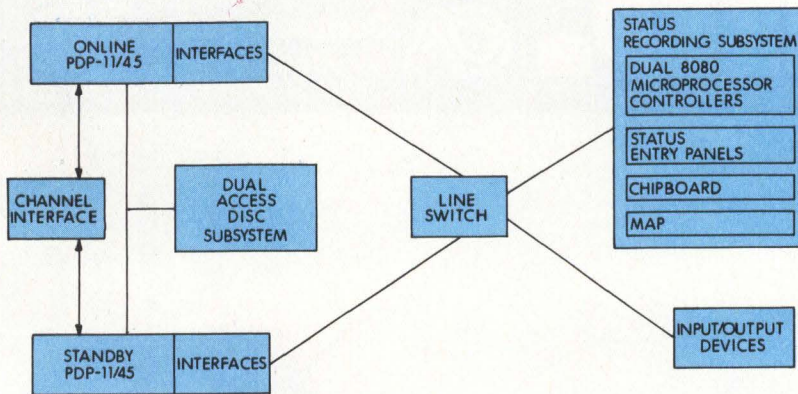 ONLINE
PDP-11/45
INTERFACES
CHANNEL
INTERFACE
DUAL
ACCESS
DISC
SUBSYSTEM
STANDBY
PDP-11/45
INTERFACES
LINE
SWITCH
STATUS
RECORDING SUBSYSTEM
DUAL 8080
MICROPROCESSOR
CONTROLLERS
STATUS
ENTRY PANELS
CHIPBOARD
MAP
INPUT/OUTPUT
DEVICES